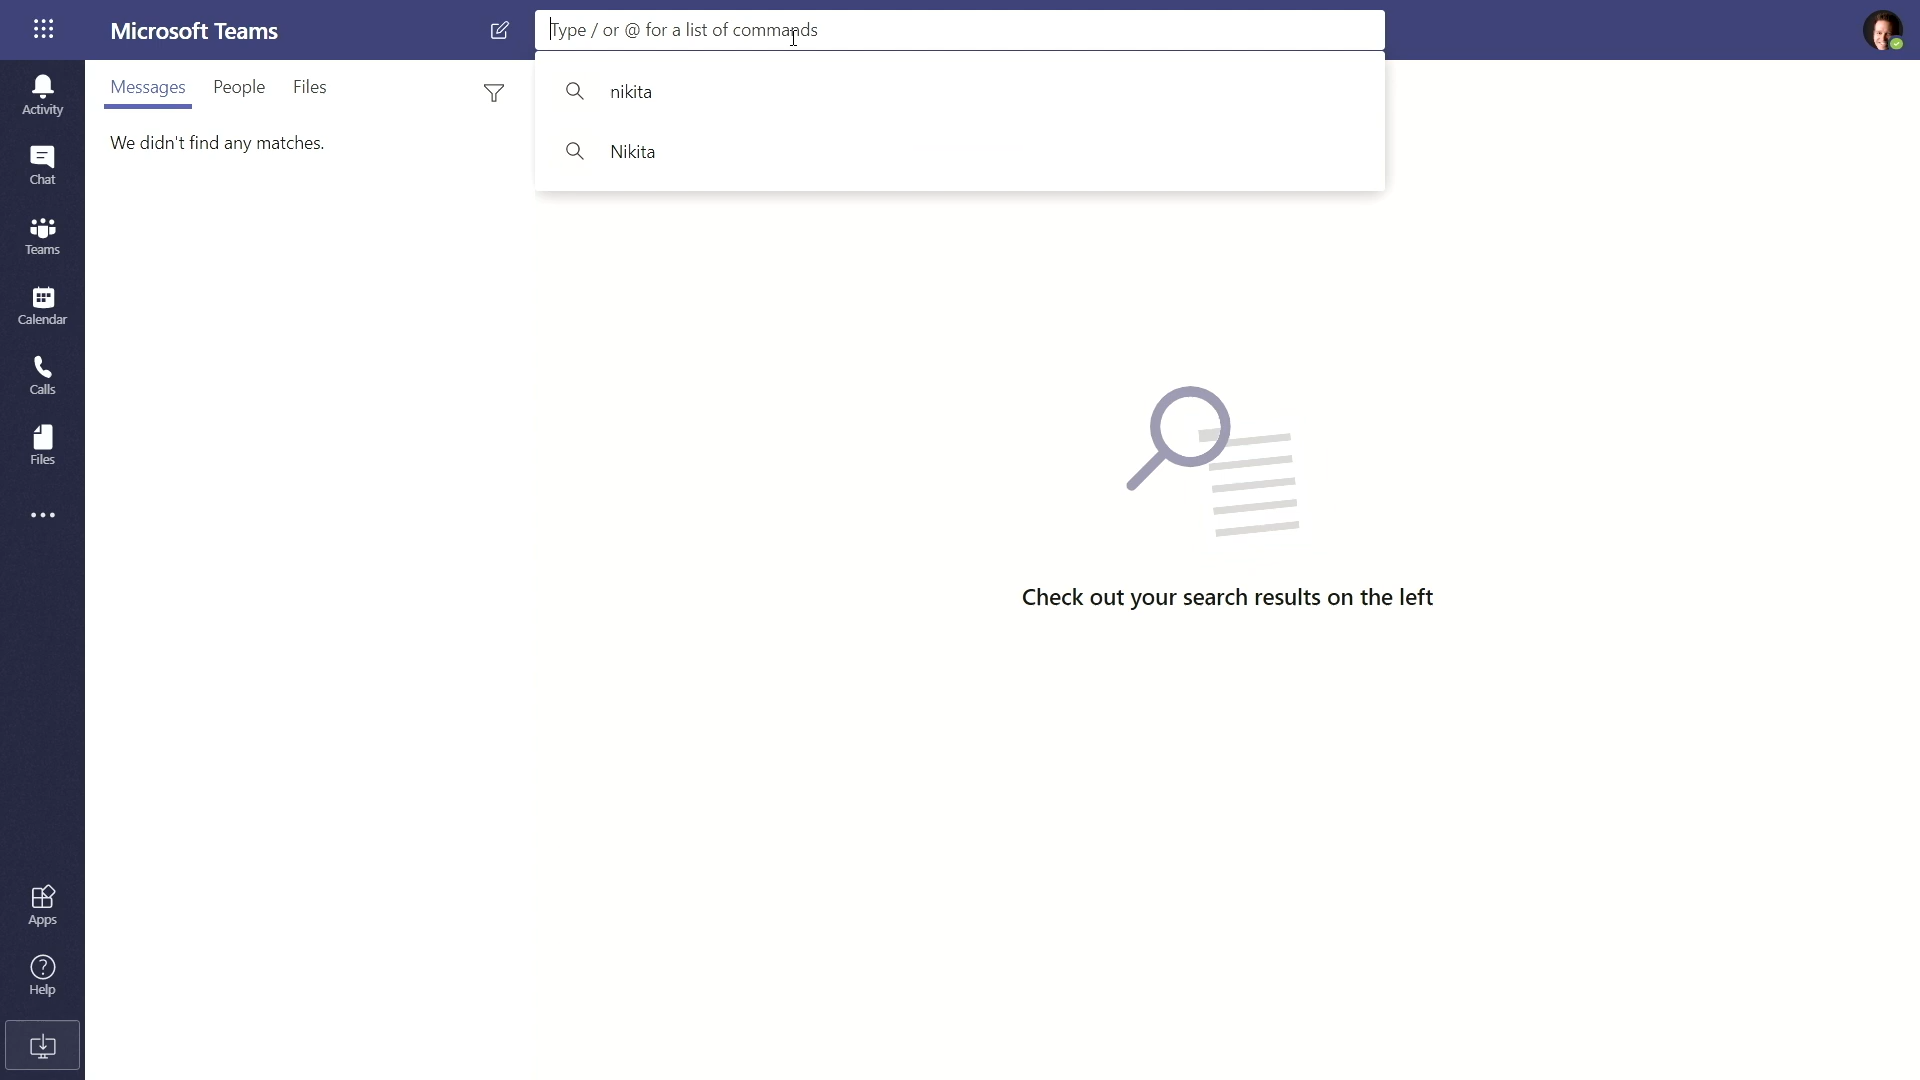 Microsoft Teams
Type / or @ for a list of commands
Activity
Chat
Teams
Calendar
Calls
Files
Apps
Help
Messages People Files
We didn't find any matches.
nikita
Nikita
Check out your search results on the left